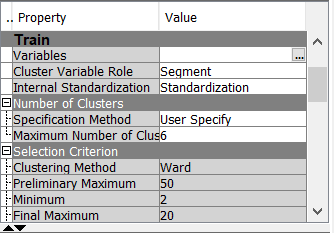 .. Property Value
Train
Variables ...
Cluster Variable Role Segment
Internal Standardization Standardization
Number of Clusters
Specification Method User Specify
Maximum Number of Clus 6
Selection Criterion
Clustering Method Ward
Preliminary Maximum 50
Minimum 2
Final Maximum 20